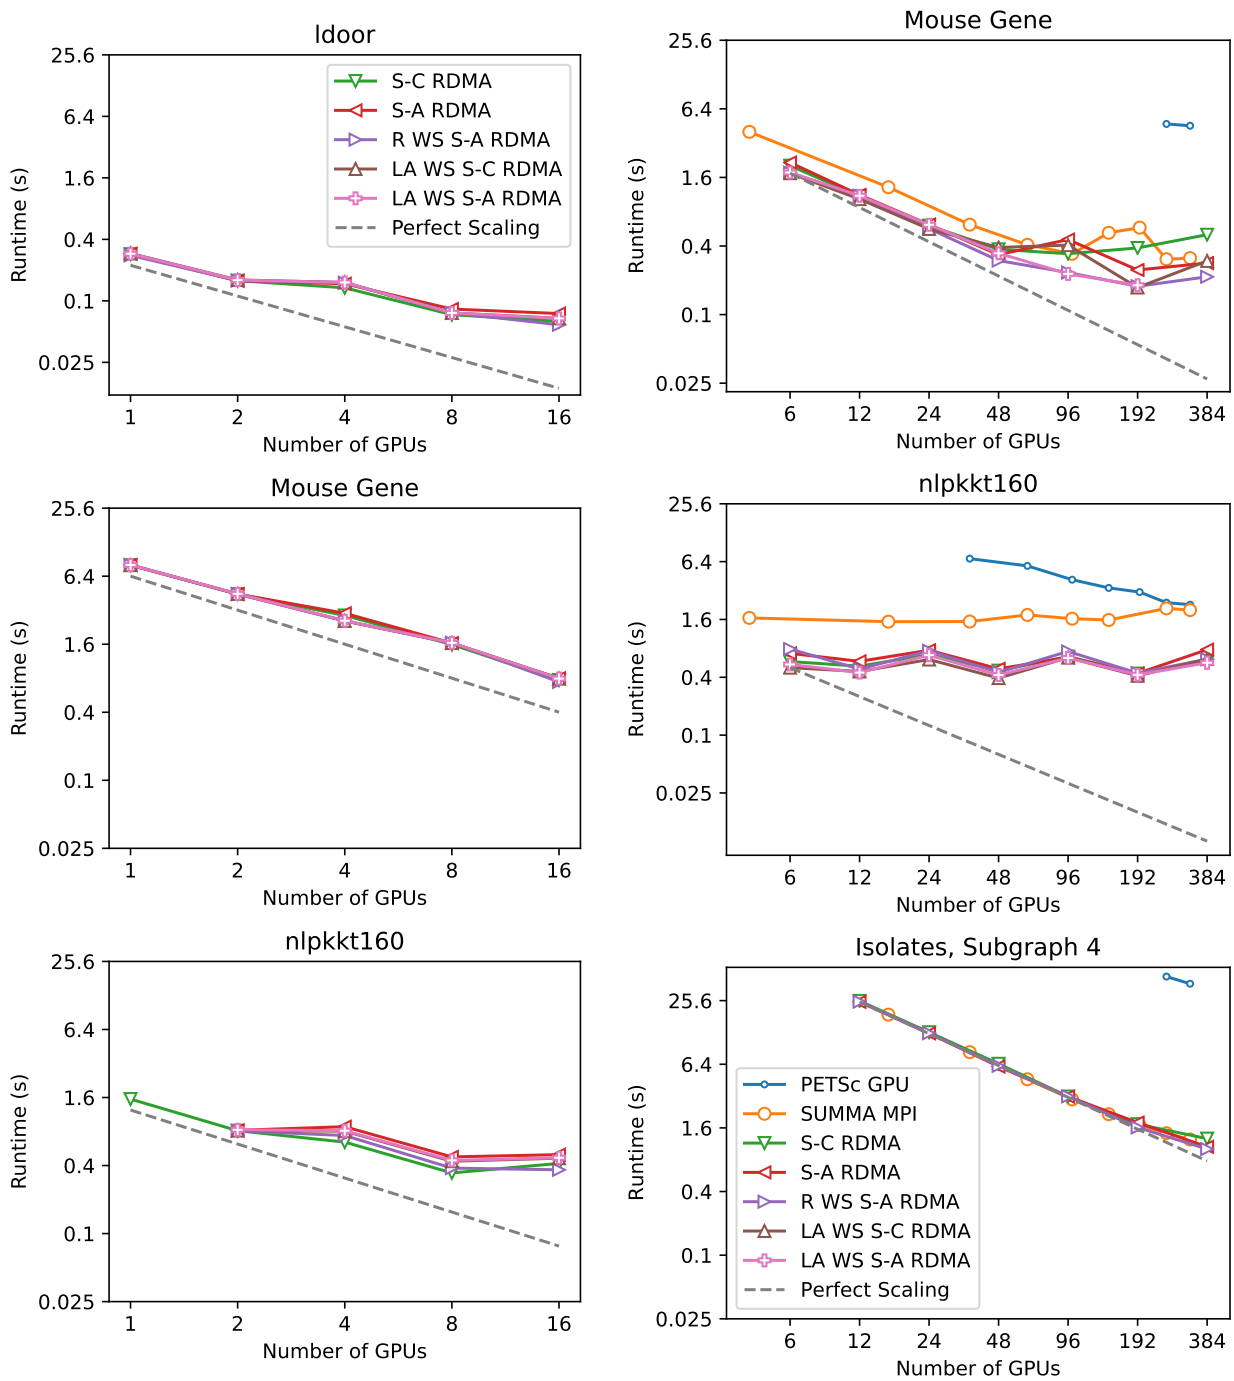 ldoor
25.6
6.4
1.6
0.4
0.1
0.025
Runtime (s)
S-C RDMA
S-A RDMA
R WS S-A RDMA
LA WS S-C RDMA
LA WS S-A RDMA
Perfect Scaling
1 2 4 8 16
Number of GPUs
Mouse Gene
25.6
6.4
1.6
0.4
0.1
0.025
Runtime (s)
6 12 24 48 96 192 384
Number of GPUs
Mouse Gene
25.6
6.4
1.6
0.4
0.1
0.025
Runtime (s)
1 2 4 8 16
Number of GPUs
nlpkkt160
25.6
6.4
1.6
0.4
0.1
0.025
Runtime (s)
6 12 24 48 96 192 384
Number of GPUs
nlpkkt160
25.6
6.4
1.6
0.4
0.1
0.025
Runtime (s)
1 2 4 8 16
Number of GPUs
Isolates, Subgraph 4
25.6
6.4
1.6
0.4
0.1
0.025
Runtime (s)
PETSc GPU
SUMMA MPI
S-C RDMA
S-A RDMA
R WS S-A RDMA
LA WS S-C RDMA
LA WS S-A RDMA
Perfect Scaling
6 12 24 48 96 192 384
Number of GPUs